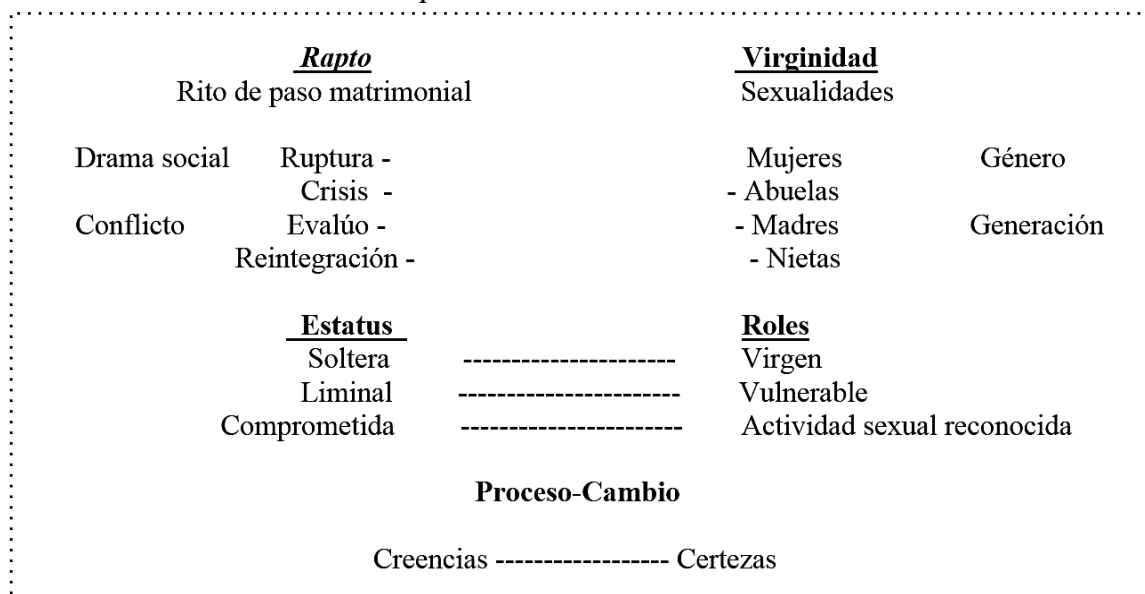 Rapto Virginidad
Rito de paso matrimonial Sexualidades
Drama social Ruptura - Mujeres Género
Crisis - - Abuelas
Conflicto Evalúo - - Madres Generación
Reintegración - - Nietas
Estatus Roles
Soltera ---------------------- Virgen
Liminal ----------------------- Vulnerable
Comprometida ----------------------- Actividad sexual reconocida
Proceso-Cambio
Creencias ------------------ Certezas